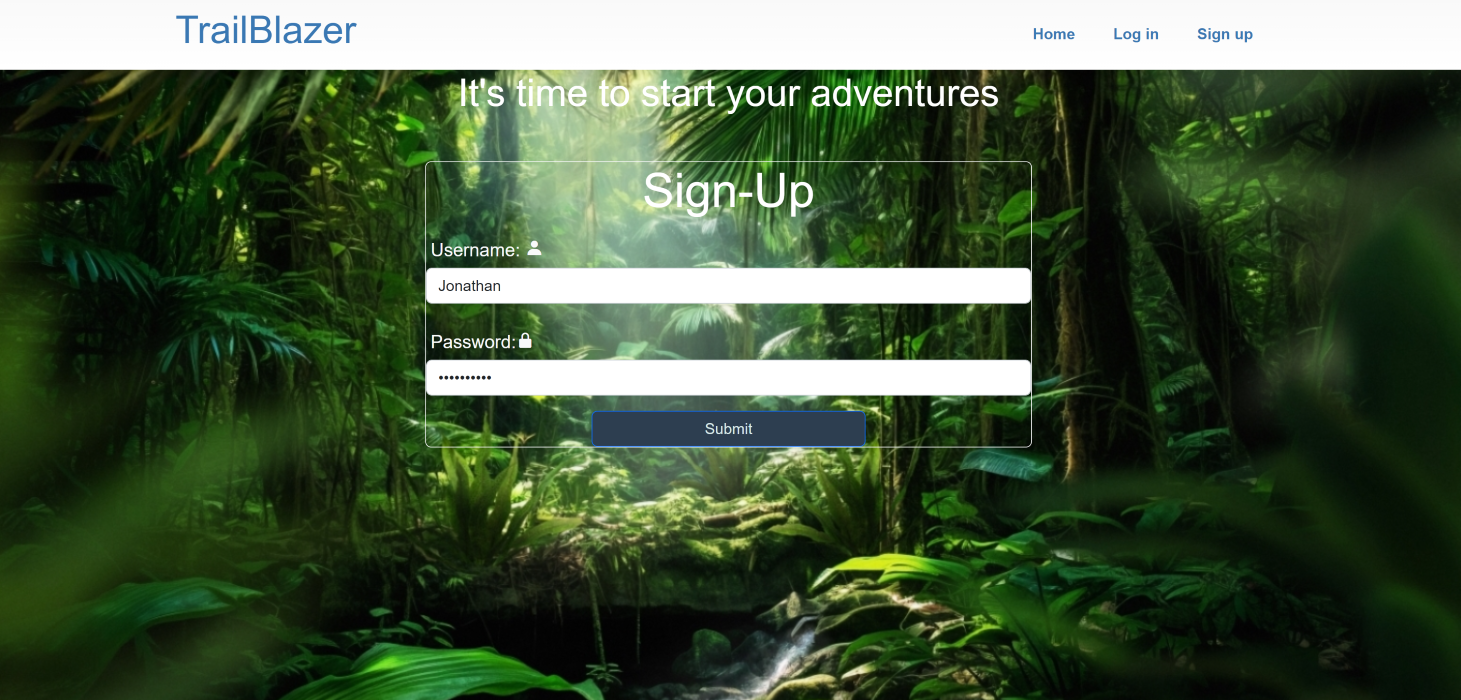 TrailBlazer
Home Log in Sign up
It's time to start your adventures
Sign-Up
Username:
Jonathan
Password:
••••••••••
Submit